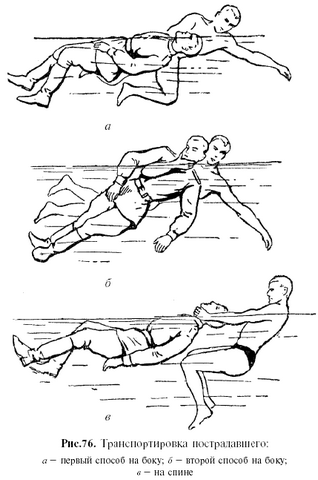 а
б
в
Рис.76. Транспортировка пострадавшего:
а — первый способ на боку; б — второй способ на боку;
в — на спине